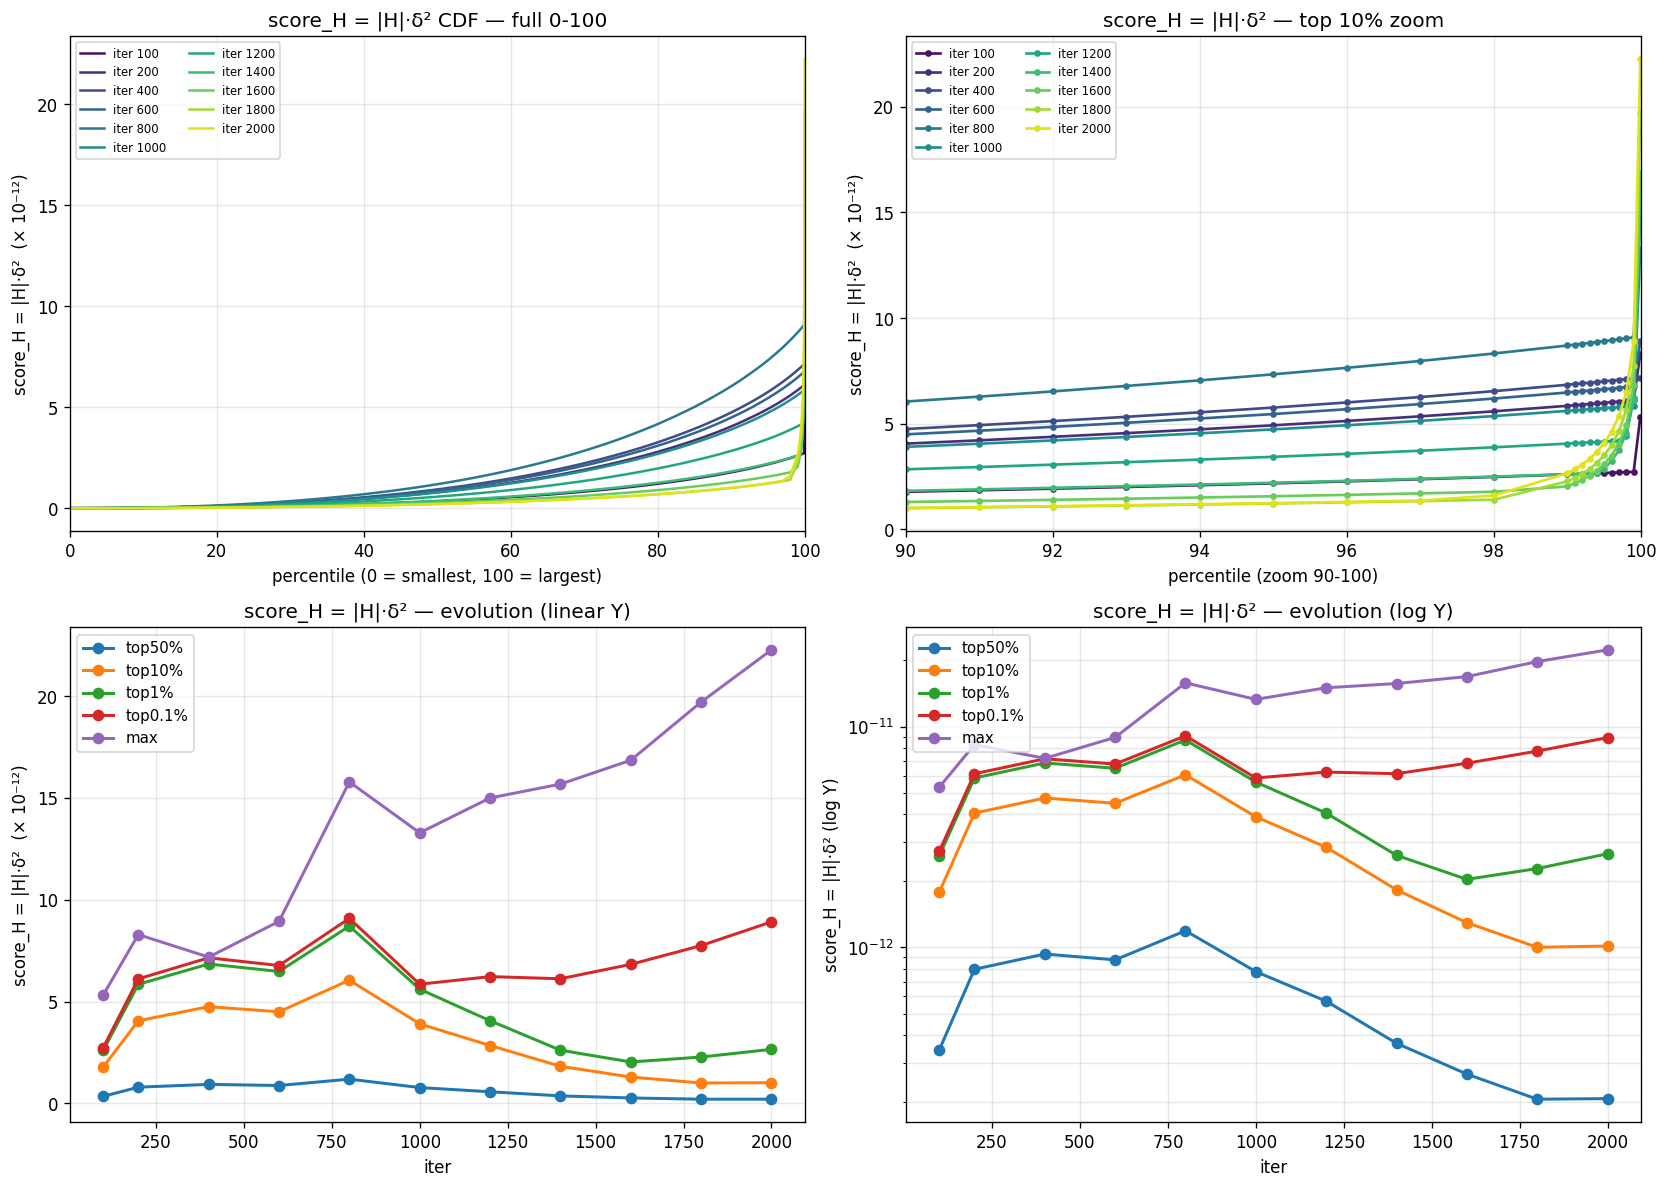 score_H = |H|·δ² CDF — full 0-100
score_H = |H|·δ² (× 10⁻¹²)
20
15
10
5
0
iter 100
iter 200
iter 400
iter 600
iter 800
iter 1000
iter 1200
iter 1400
iter 1600
iter 1800
iter 2000
0 20 40 60 80 100
percentile (0 = smallest, 100 = largest)
score_H = |H|·δ² — top 10% zoom
score_H = |H|·δ² (× 10⁻¹²)
20
15
10
5
0
iter 100
iter 200
iter 400
iter 600
iter 800
iter 1000
iter 1200
iter 1400
iter 1600
iter 1800
iter 2000
90 92 94 96 98 100
percentile (zoom 90-100)
score_H = |H|·δ² — evolution (linear Y)
score_H = |H|·δ² (× 10⁻¹²)
20
15
10
5
0
top50%
top10%
top1%
top0.1%
max
250 500 750 1000 1250 1500 1750 2000
iter
score_H = |H|·δ² — evolution (log Y)
score_H = |H|·δ² (log Y)
10⁻¹¹
10⁻¹²
top50%
top10%
top1%
top0.1%
max
250 500 750 1000 1250 1500 1750 2000
iter